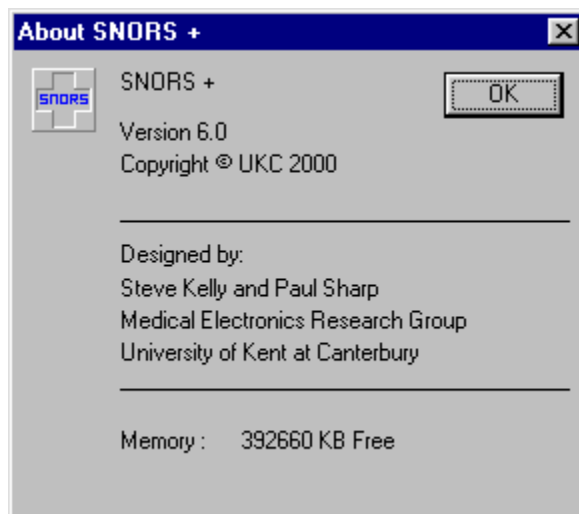 About SNORS +
SNORS
SNORS +
OK
Version 6.0
Copyright © UKC 2000
Designed by:
Steve Kelly and Paul Sharp
Medical Electronics Research Group
University of Kent at Canterbury
Memory : 392660 KB Free